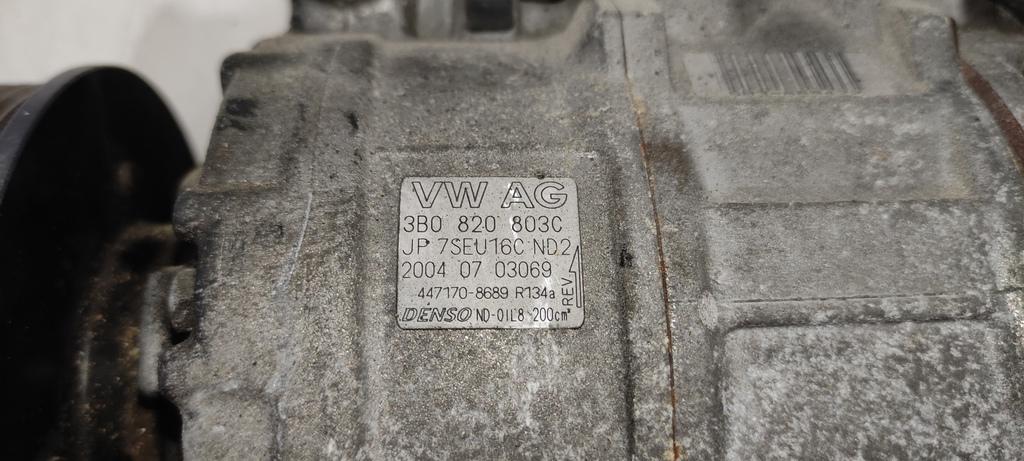 VW AG
3B0 820 803C
JP 7SEU16C ND2
2004 07 03069
447170-8689 R134a
REV
DENSO ND-OIL8 200cm³